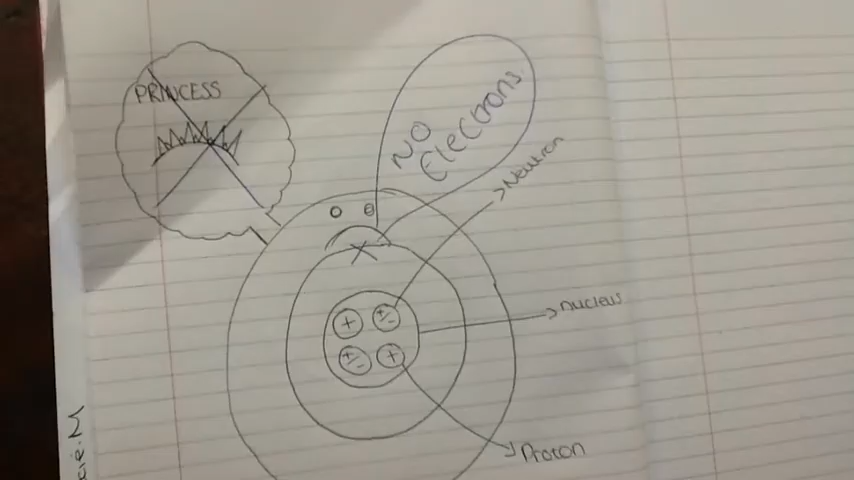 PRINCESS
NO
Electrons.
Neutron
+
+/-
nucleus
+/-
+
Proton